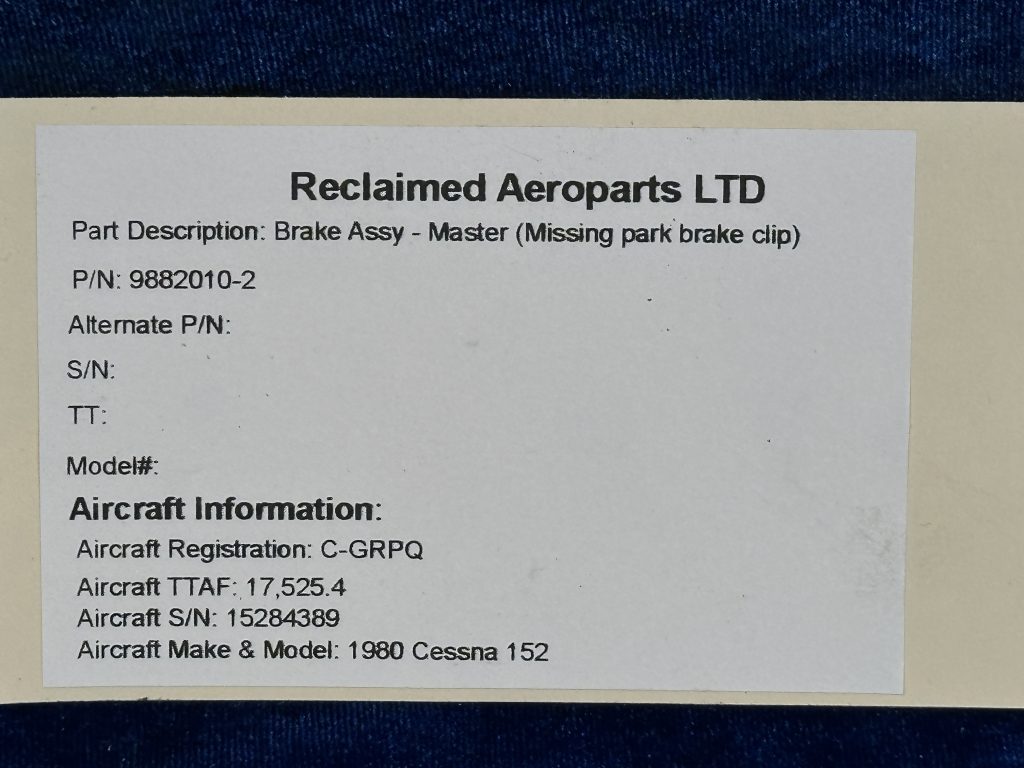 Reclaimed Aeroparts LTD
Part Description: Brake Assy - Master (Missing park brake clip)
P/N: 9882010-2
Alternate P/N:
S/N:
TT:
Model#:
Aircraft Information:
Aircraft Registration: C-GRPQ
Aircraft TTAF: 17,525.4
Aircraft S/N: 15284389
Aircraft Make & Model: 1980 Cessna 152